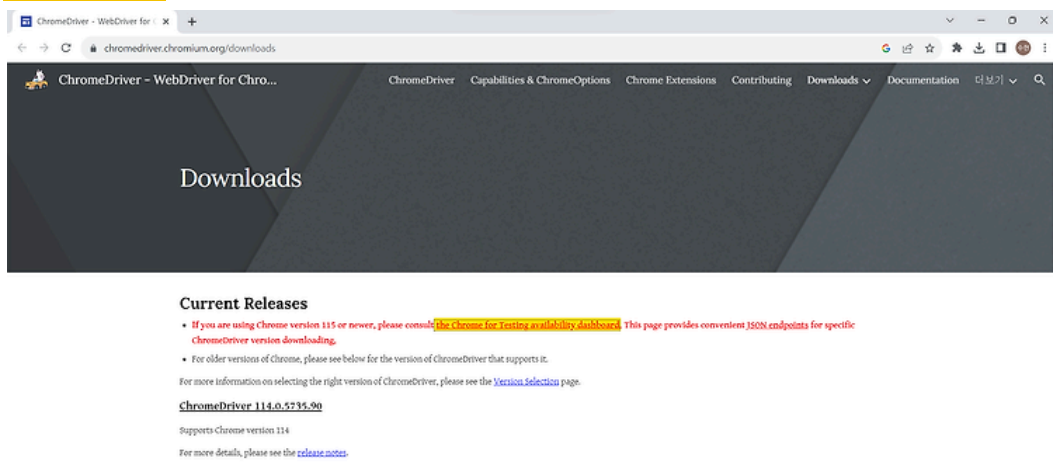 ChromeDriver - WebDriver for C
chromedriver.chromium.org/downloads
ChromeDriver - WebDriver for Chro...
ChromeDriver Capabilities & ChromeOptions Chrome Extensions Contributing Downloads Documentation 더보기
Downloads
Current Releases
If you are using Chrome version 115 or newer, please consult the Chrome for Testing availability dashboard. This page provides convenient JSON endpoints for specific
ChromeDriver version downloading.
For older versions of Chrome, please see below for the version of ChromeDriver that supports it.
For more information on selecting the right version of ChromeDriver, please see the Version Selection page.
ChromeDriver 114.0.5735.90
Supports Chrome version 114
For more details, please see the release notes.